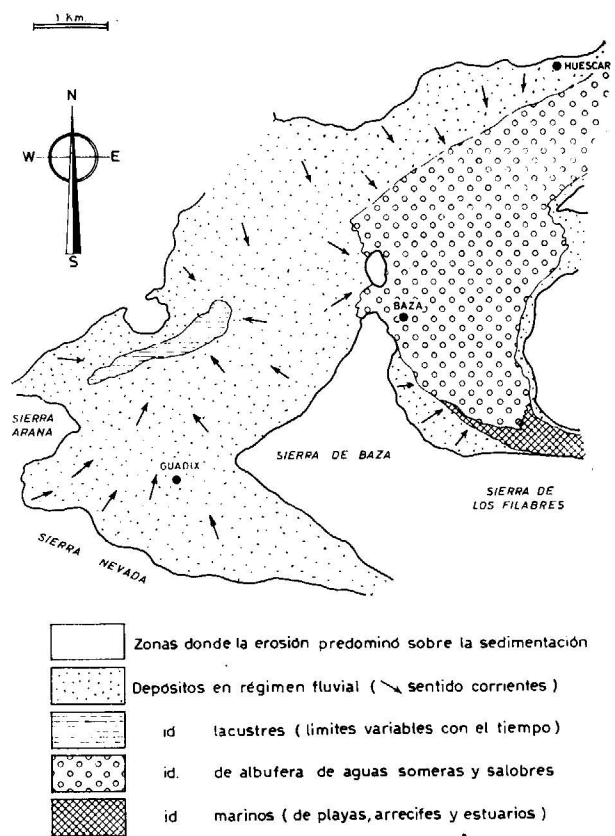 1 Km.
HUESCAR
N
W E
S
BAZA
SIERRA
ARANA
SIERRA DE BAZA
GUADIX
SIERRA DE
LOS FILABRES
SIERRA NEVADA
Zonas donde la erosión predominó sobre la sedimentación
Depósitos en régimen fluvial ( sentido corrientes )
id lacustres ( límites variables con el tiempo )
id. de albufera de aguas someras y salobres
id marinos ( de playas, arrecifes y estuarios )